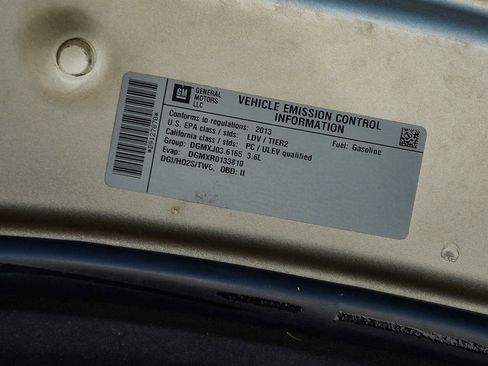 GM
GENERAL
MOTORS
LLC
VEHICLE EMISSION CONTROL
INFORMATION
Conforms to regulations: 2013
Fuel: Gasoline
U.S. EPA class / stds: LDV / TIER2
California class / stds: PC / ULEV qualified
Group: DGMXJ03.6165 3.6L
Evap: DGMXR0133810
DGI/HO2S/TWC, OBD: II